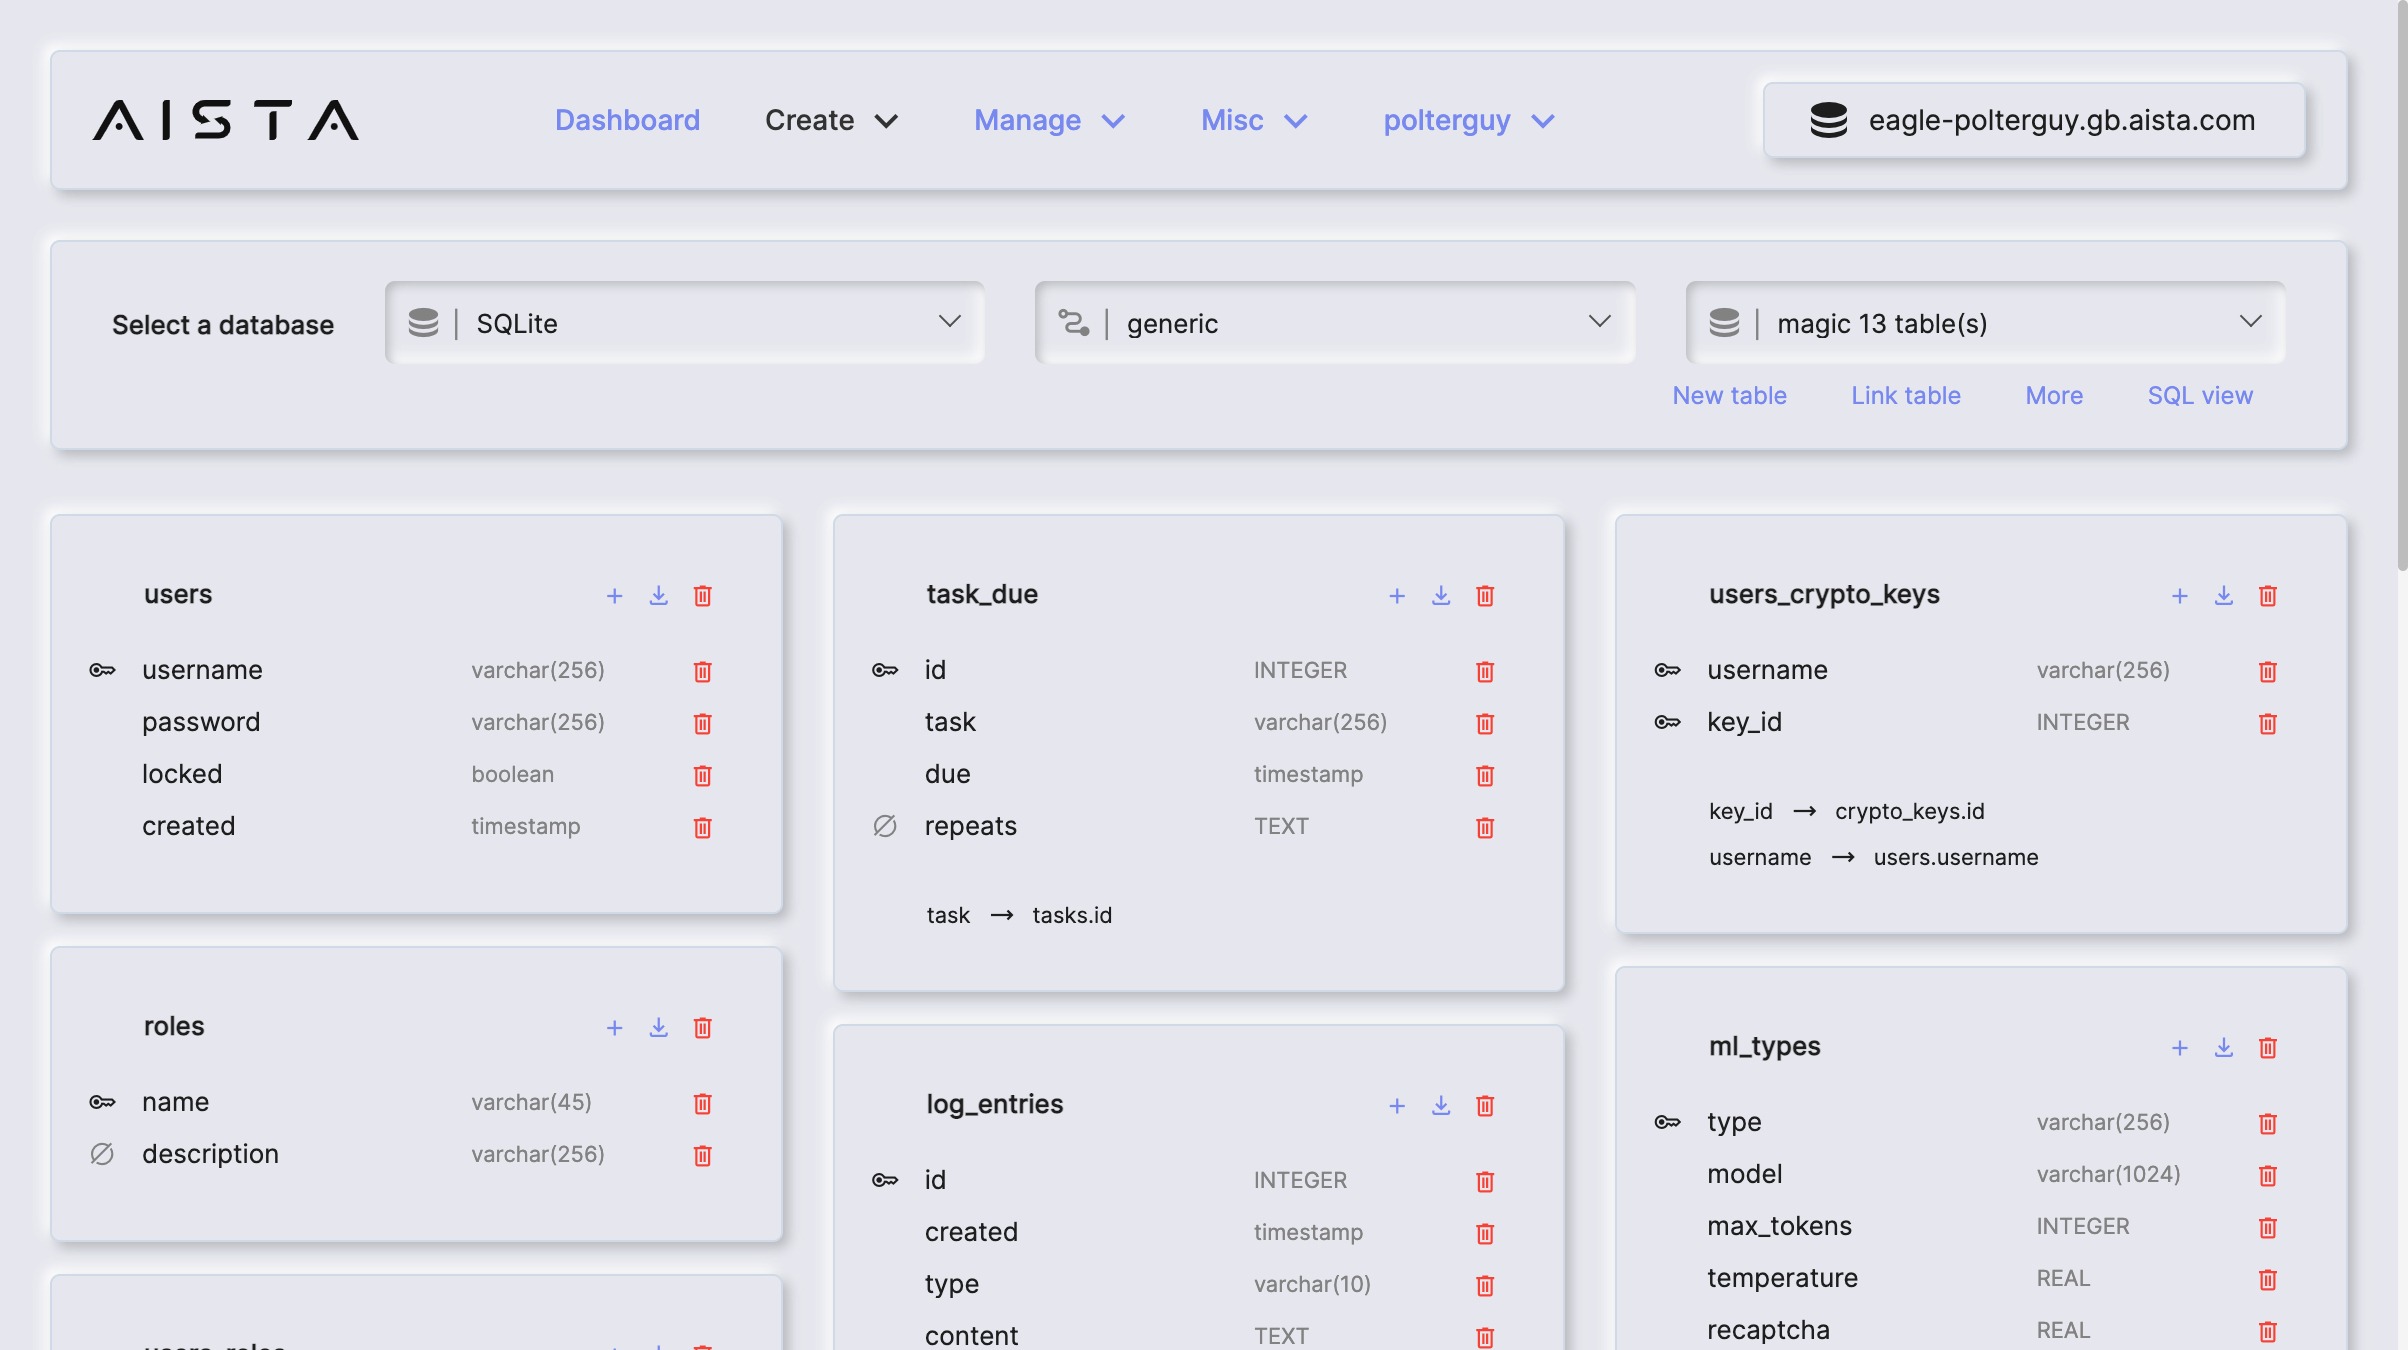 AISTA
Dashboard
Create
Manage
Misc
polterguy
eagle-polterguy.gb.aista.com
Select a database
SQLite
generic
magic 13 table(s)
New table
Link table
More
SQL view
users
username varchar(256)
password varchar(256)
locked boolean
created timestamp
roles
name varchar(45)
description varchar(256)
task_due
id INTEGER
task varchar(256)
due timestamp
repeats TEXT
task → tasks.id
log_entries
id INTEGER
created timestamp
type varchar(10)
content TEXT
users_crypto_keys
username varchar(256)
key_id INTEGER
key_id → crypto_keys.id
username → users.username
ml_types
type varchar(256)
model varchar(1024)
max_tokens INTEGER
temperature REAL
recaptcha REAL